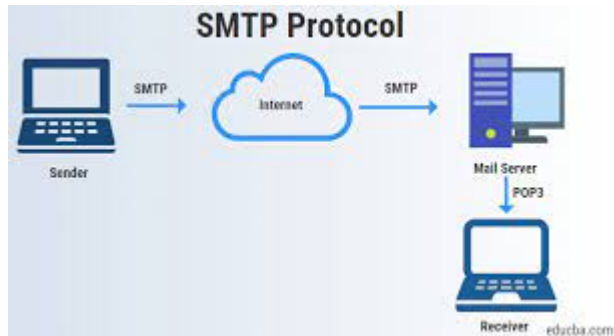 SMTP Protocol
SMTP
Internet
SMTP
Sender
Mail Server
POP3
Receiver
educba.com